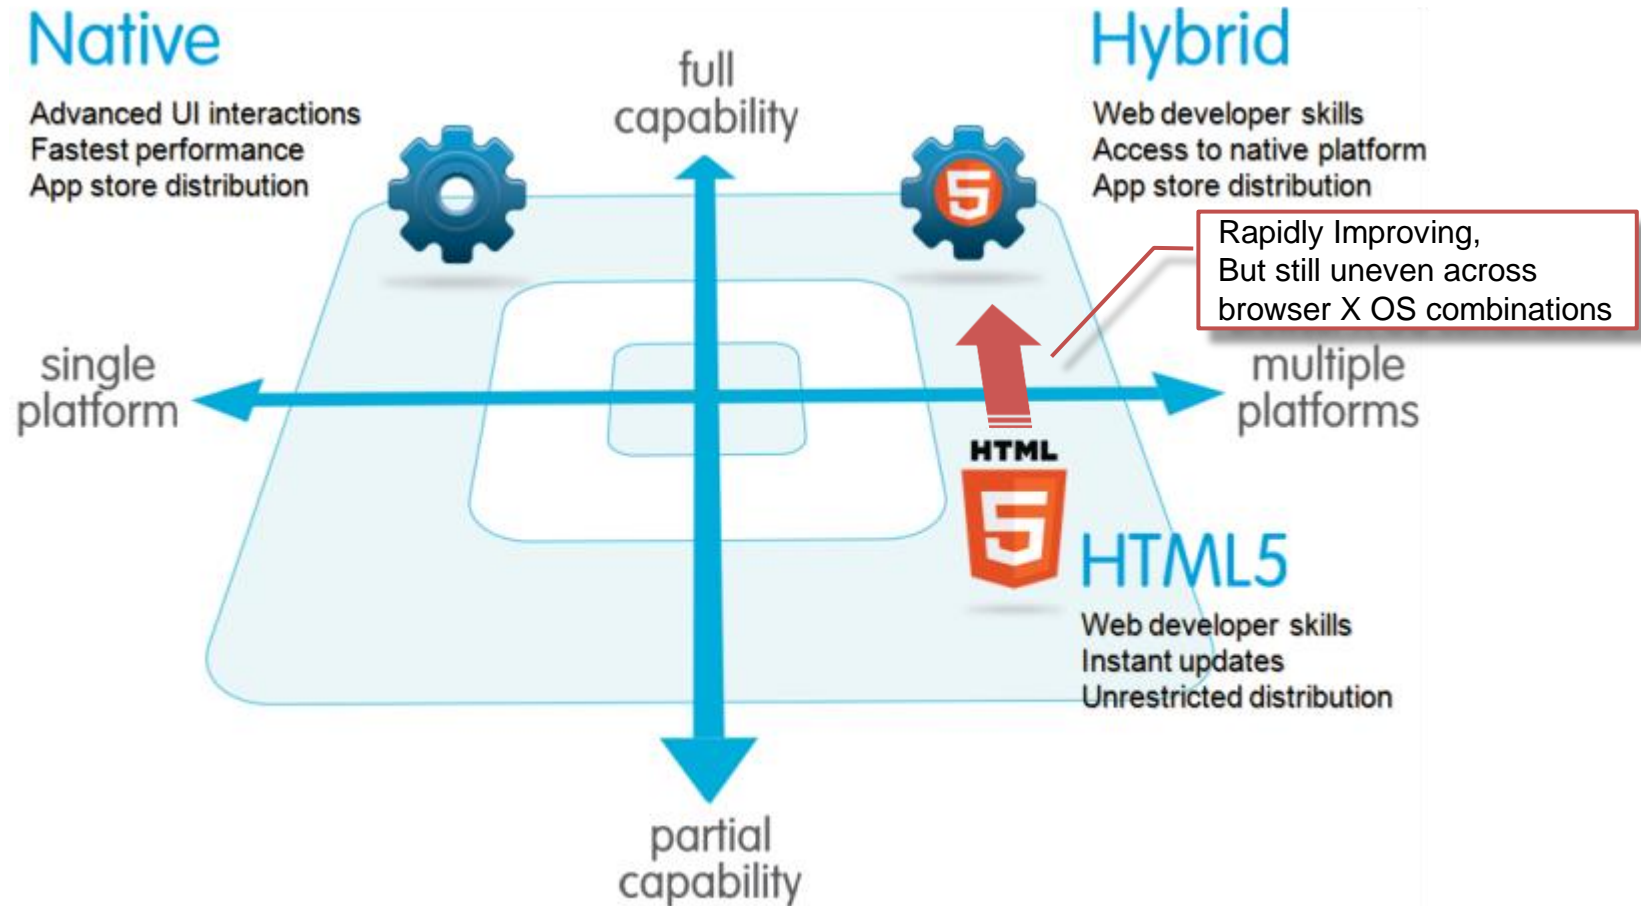 Native
Advanced UI interactions
Fastest performance
App store distribution
full
capability
Hybrid
Web developer skills
Access to native platform
App store distribution
5
Rapidly Improving,
But still uneven across
browser X OS combinations
single
platform
multiple
platforms
HTML
5
HTML5
Web developer skills
Instant updates
Unrestricted distribution
partial
capability